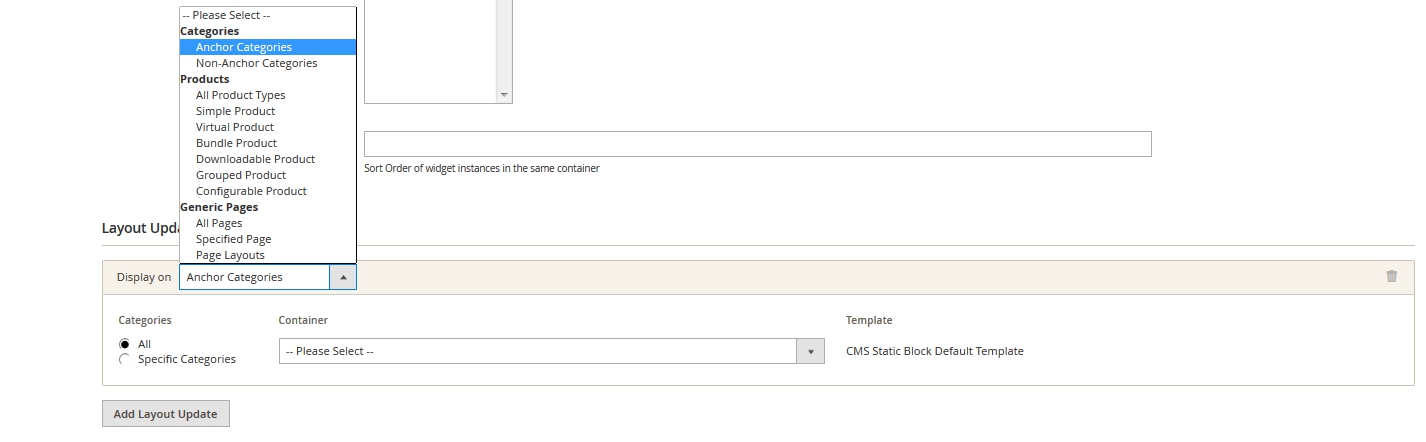 -- Please Select --
Categories
Anchor Categories
Non-Anchor Categories
Products
All Product Types
Simple Product
Virtual Product
Bundle Product
Downloadable Product
Grouped Product
Configurable Product
Generic Pages
All Pages
Specified Page
Page Layouts
Sort Order of widget instances in the same container
Layout
Display on Anchor Categories
Categories Container Template
All
Specific Categories
-- Please Select --
CMS Static Block Default Template
Add Layout Update